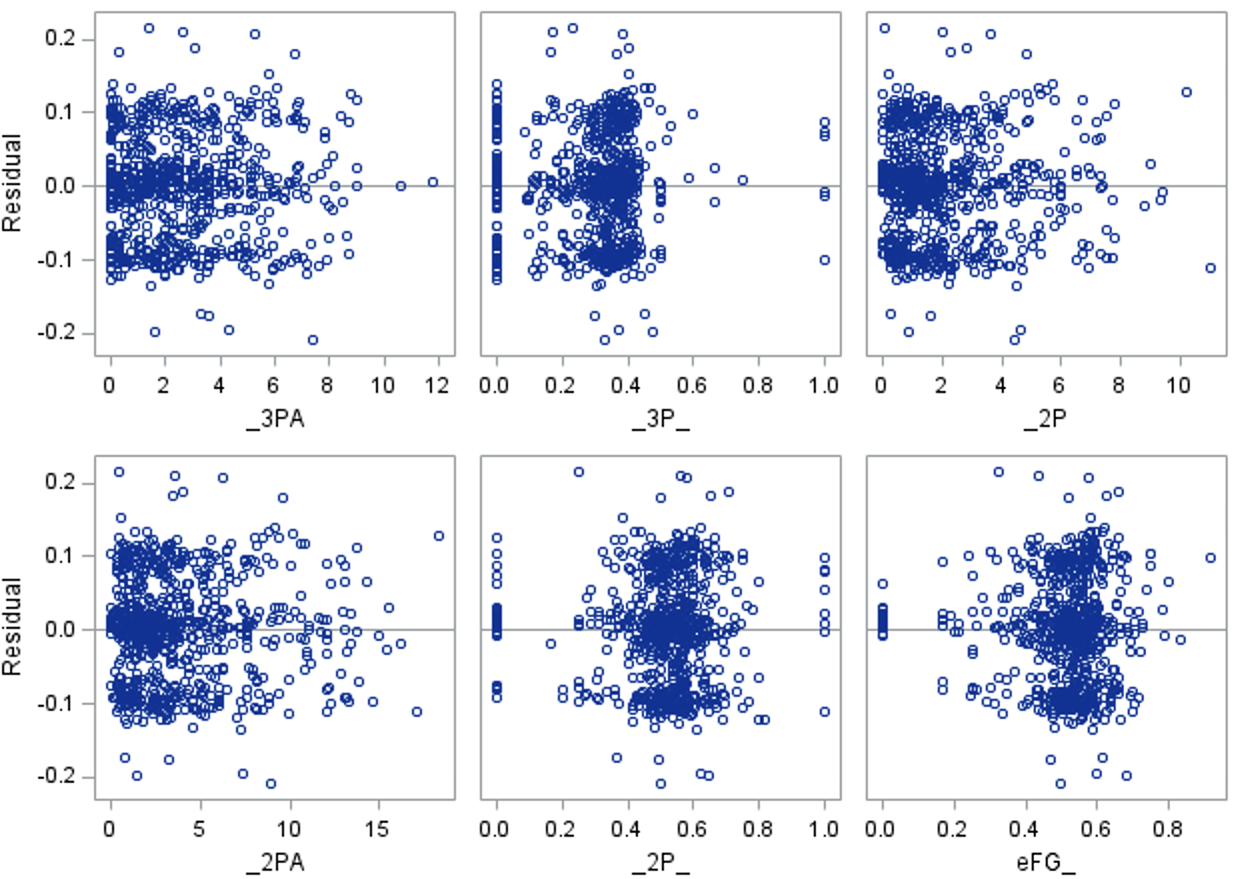 Residual
0.2
0.1
0.0
-0.1
-0.2
0 2 4 6 8 10 12
_3PA
0.0 0.2 0.4 0.6 0.8 1.0
_3P_
0 2 4 6 8 10
_2P
Residual
0.2
0.1
0.0
-0.1
-0.2
0 5 10 15
_2PA
0.0 0.2 0.4 0.6 0.8 1.0
_2P_
0.0 0.2 0.4 0.6 0.8
eFG_